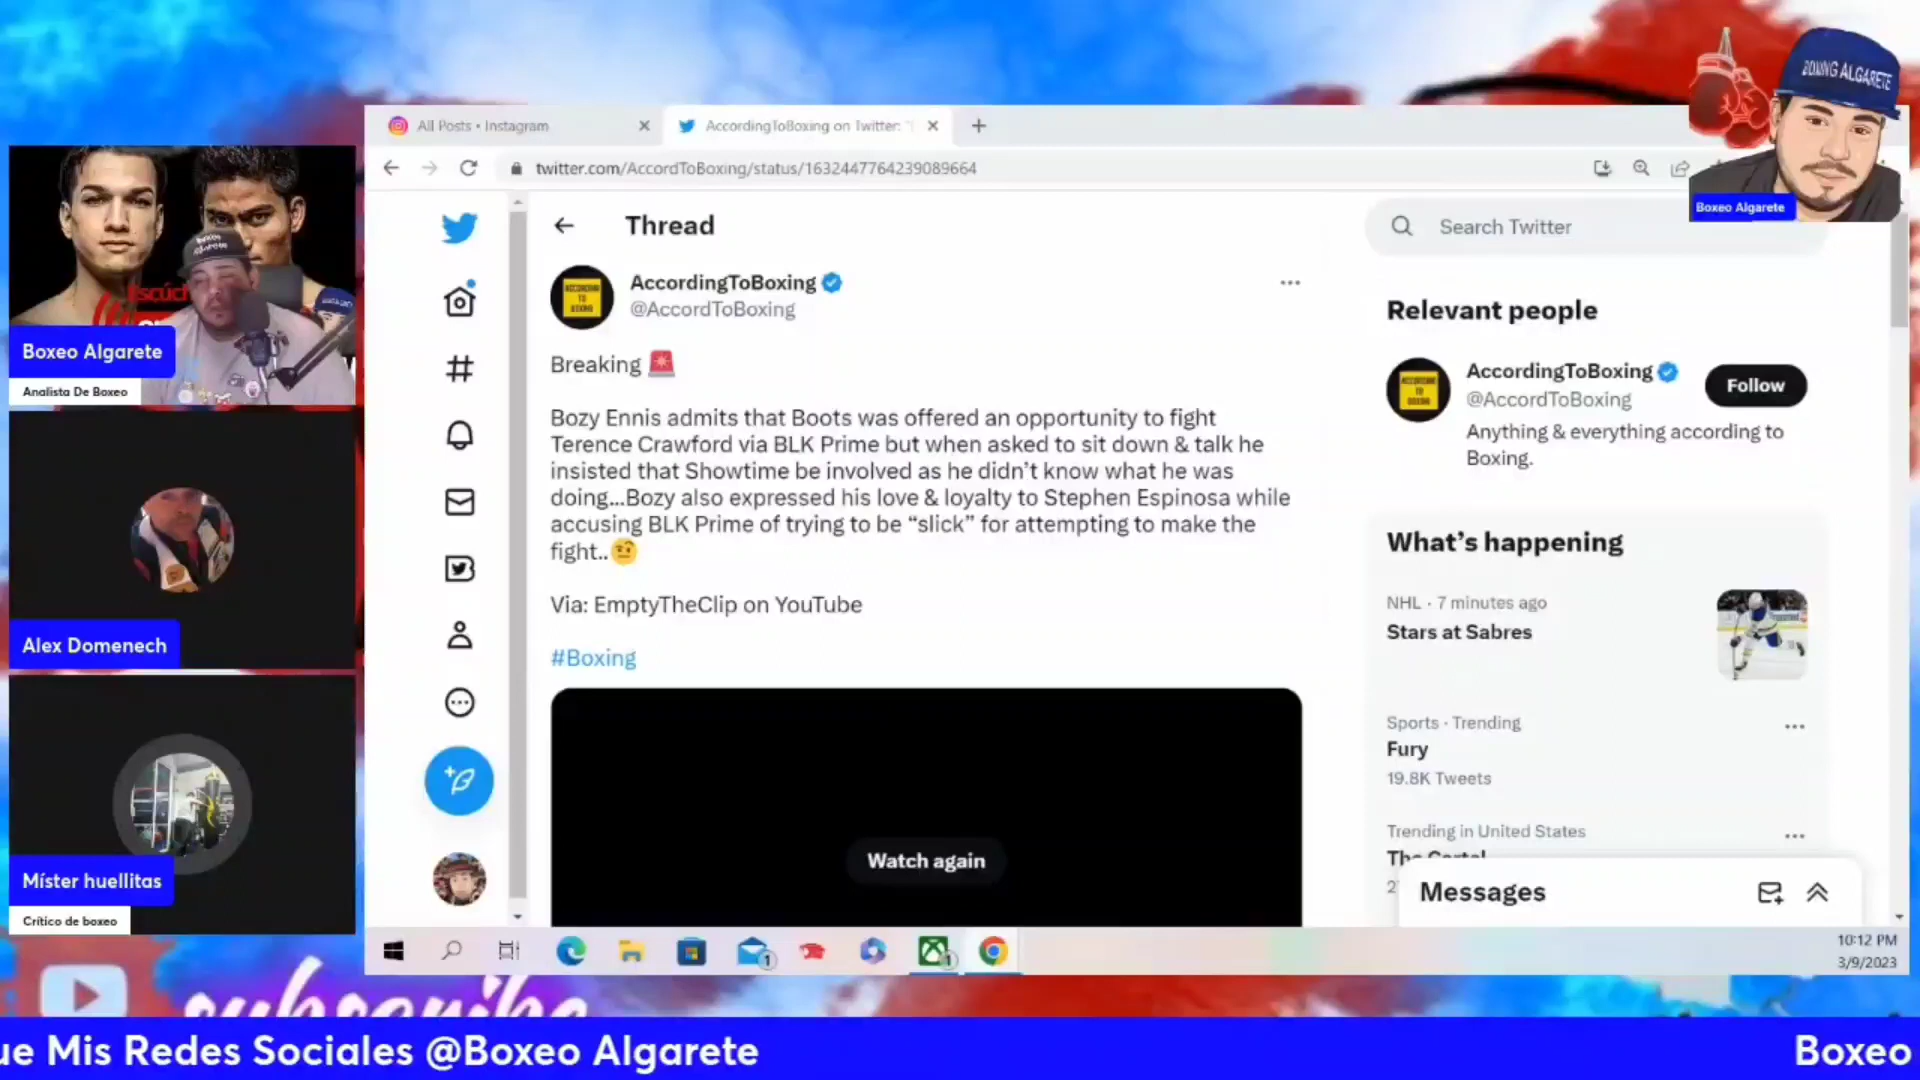 BOXING ALGARETE
Boxeo Algarete
All Posts • Instagram
AccordingToBoxing on Twitter: "
twitter.com/AccordToBoxing/status/1632447764239089664
Boxeo Algarete
Analista De Boxeo
Alex Domenech
Míster huellitas
Crítico de boxeo
Thread
AccordingToBoxing
@AccordToBoxing
Breaking 🚨
Bozy Ennis admits that Boots was offered an opportunity to fight
Terence Crawford via BLK Prime but when asked to sit down & talk he
insisted that Showtime be involved as he didn’t know what he was
doing...Bozy also expressed his love & loyalty to Stephen Espinosa while
accusing BLK Prime of trying to be “slick” for attempting to make the
fight..🤨
Via: EmptyTheClip on YouTube
#Boxing
Watch again
Search Twitter
Relevant people
AccordingToBoxing
@AccordToBoxing
Follow
Anything & everything according to
Boxing.
What’s happening
NHL · 7 minutes ago
Stars at Sabres
Sports · Trending
Fury
19.8K Tweets
Trending in United States
The Cartel
Messages
10:12 PM
3/9/2023
subscribe
ue Mis Redes Sociales @Boxeo Algarete
Boxeo